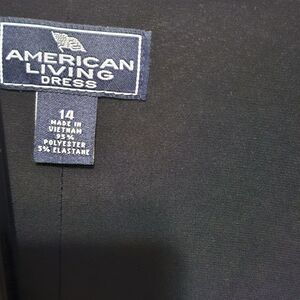 AMERICAN
LIVING
DRESS
14
MADE IN
VIETNAM
95%
POLYESTER
5% ELASTANE